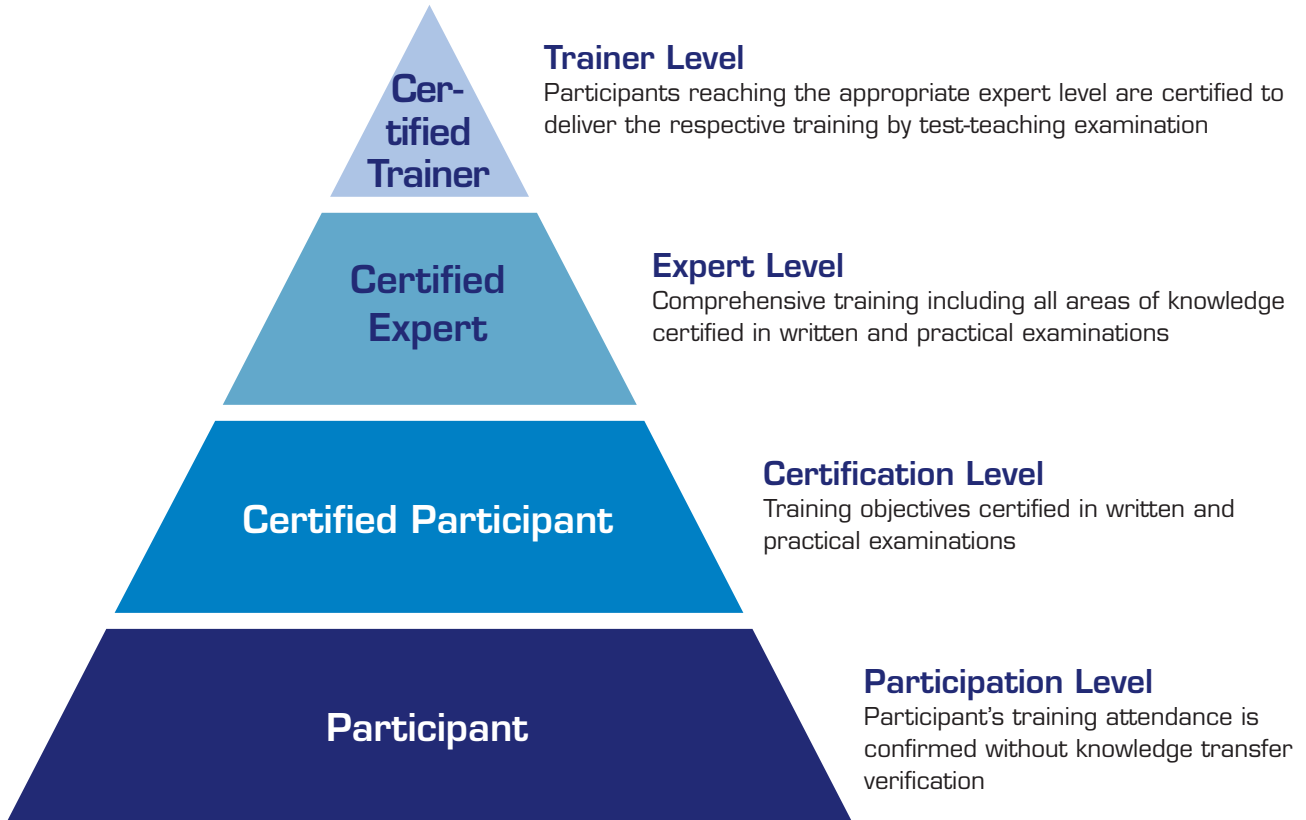 Cer-
tified
Trainer
Trainer Level
Participants reaching the appropriate expert level are certified to
deliver the respective training by test-teaching examination
Certified
Expert
Expert Level
Comprehensive training including all areas of knowledge
certified in written and practical examinations
Certified Participant
Certification Level
Training objectives certified in written and
practical examinations
Participant
Participation Level
Participant’s training attendance is
confirmed without knowledge transfer
verification